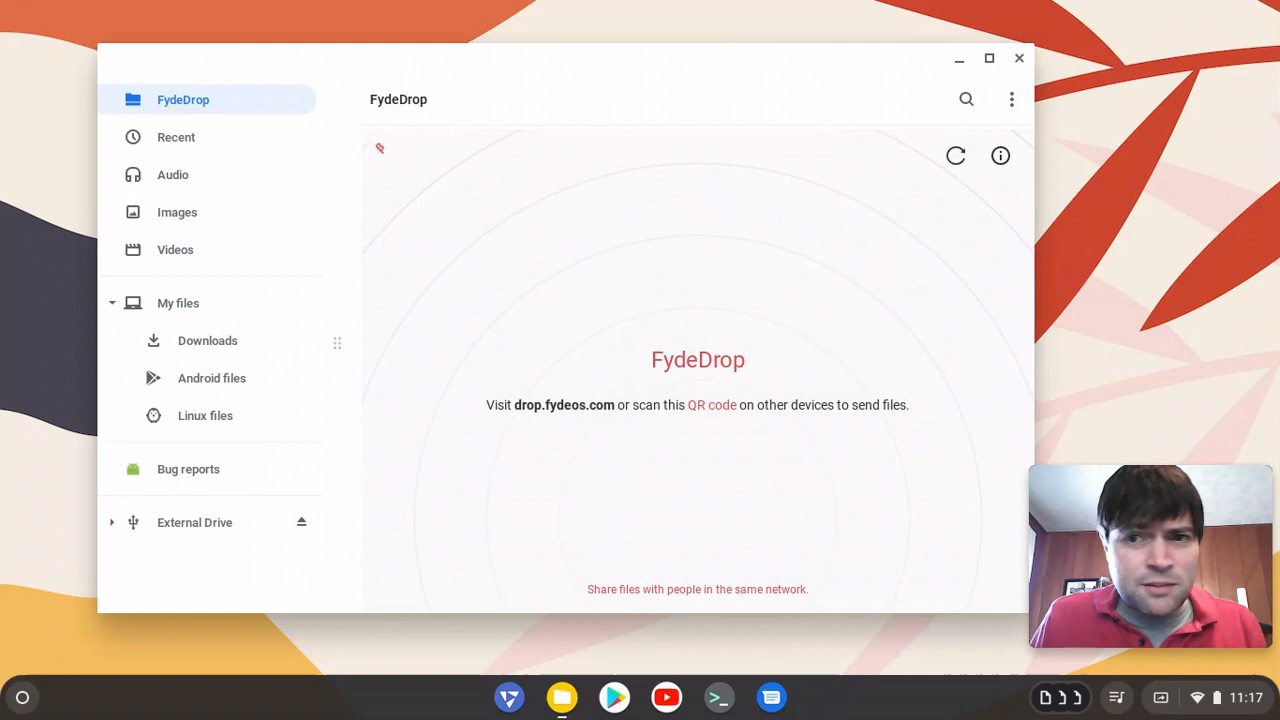 FydeDrop
Recent
Audio
Images
Videos
My files
Downloads
Android files
Linux files
Bug reports
External Drive
FydeDrop
FydeDrop
Visit drop.fydeos.com or scan this QR code on other devices to send files.
Share files with people in the same network.
11:17